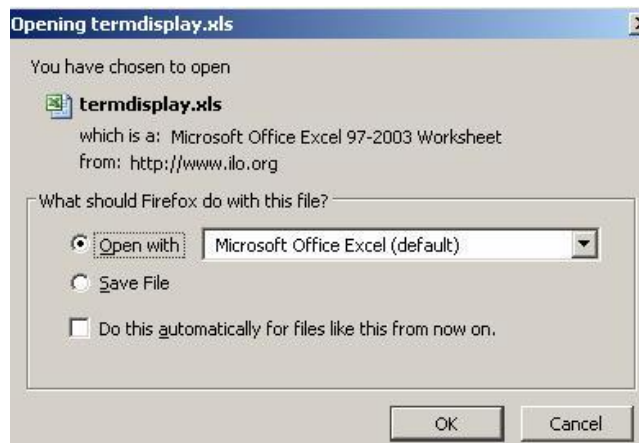 Opening termdisplay.xls
You have chosen to open
termdisplay.xls
which is a: Microsoft Office Excel 97-2003 Worksheet
from: http://www.ilo.org
What should Firefox do with this file?
Open with Microsoft Office Excel (default)
Save File
Do this automatically for files like this from now on.
OK Cancel